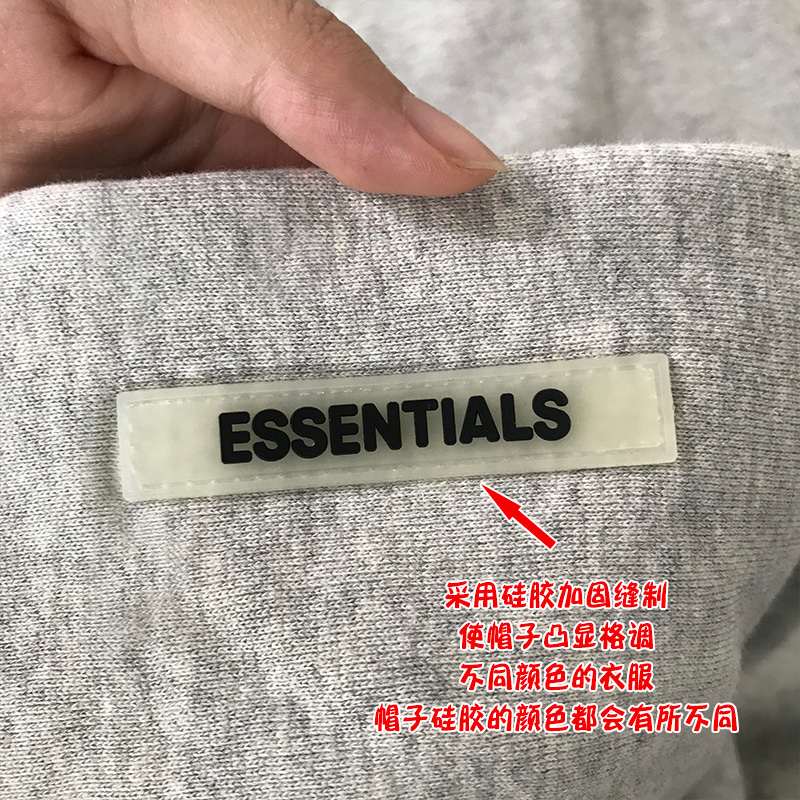 ESSENTIALS
采用硅胶加固缝制
使帽子凸显格调
不同颜色的衣服
帽子硅胶的颜色都会有所不同